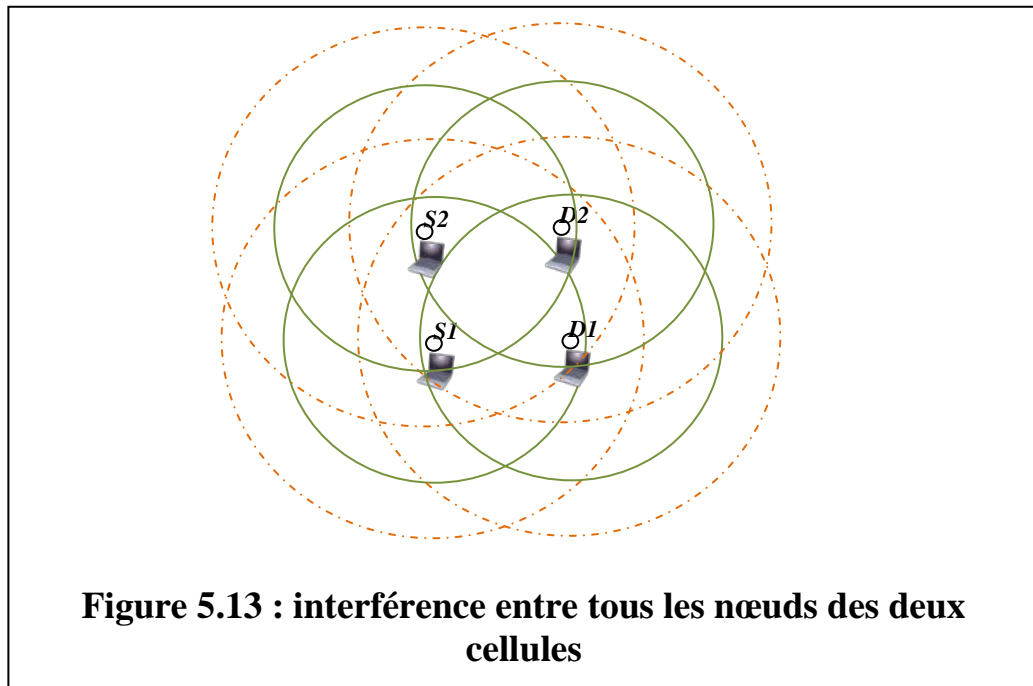 S2
D2
S1
D1
Figure 5.13 : interférence entre tous les nœuds des deux
cellules